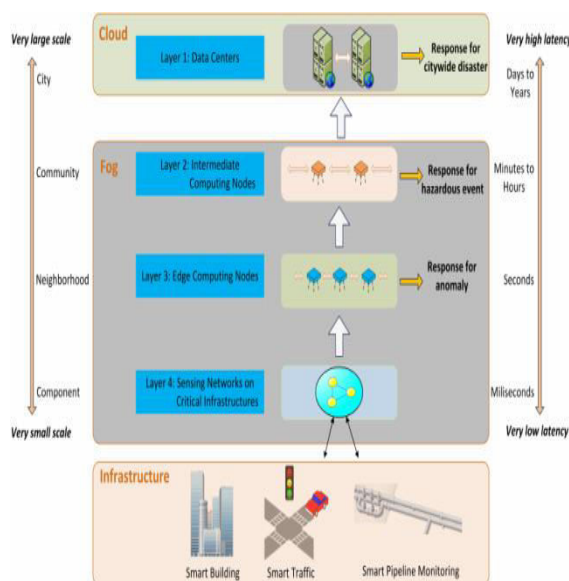 Cloud
Very large scale
Very high latency
Layer 1: Data Centers
Response for
citywide disaster
City
Days to
Years
Fog
Layer 2: Intermediate
Computing Nodes
Community
Response for
hazardous event
Minutes to
Hours
Layer 3: Edge Computing Nodes
Neighborhood
Response for
anomaly
Seconds
Layer 4: Sensing Networks on
Critical Infrastructures
Component
Miliseconds
Very small scale
Very low latency
Infrastructure
Smart Building
Smart Traffic
Smart Pipeline Monitoring